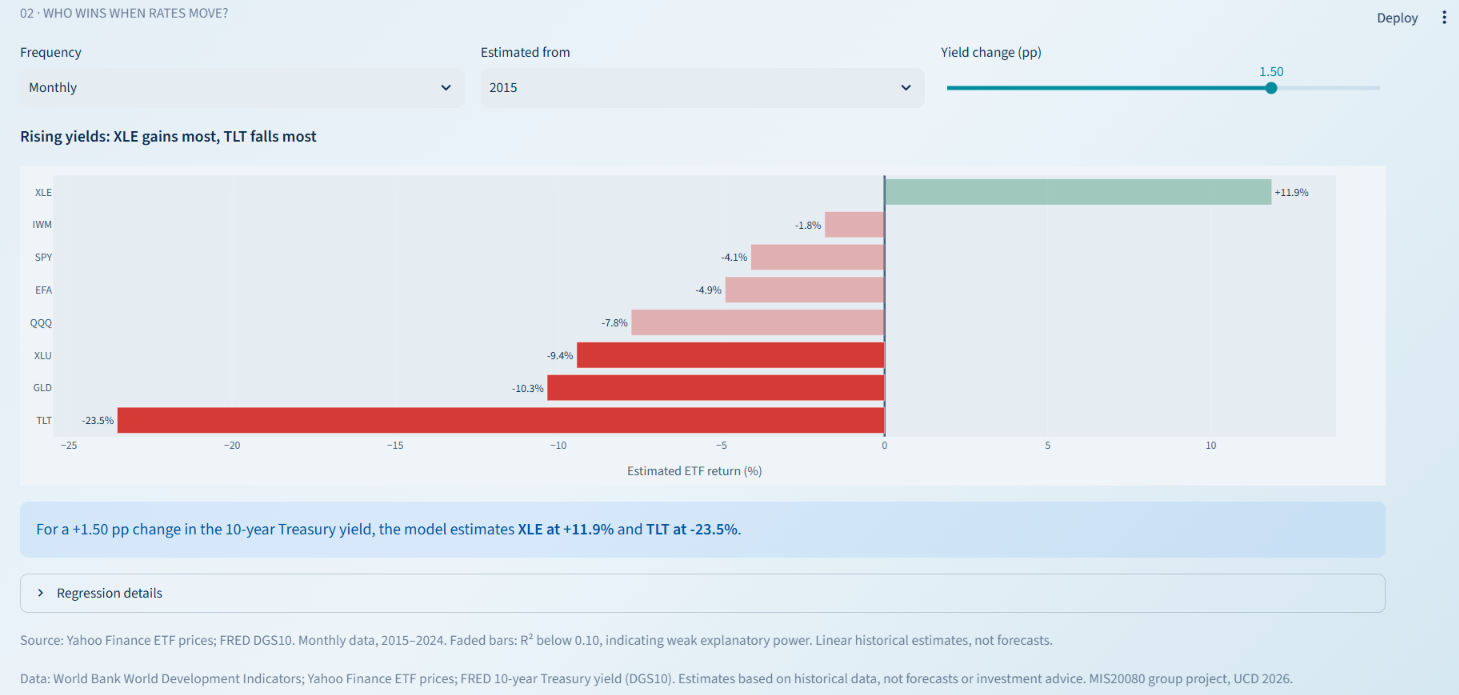 02 · WHO WINS WHEN RATES MOVE?
Deploy
Frequency
Estimated from
Yield change (pp)
1.50
Monthly
2015
Rising yields: XLE gains most, TLT falls most
XLE
+11.9%
IWM
-1.8%
SPY
-4.1%
EFA
-4.9%
QQQ
-7.8%
XLU
-9.4%
GLD
-10.3%
TLT
-23.5%
−25
−20
−15
−10
−5
0
5
10
Estimated ETF return (%)
For a +1.50 pp change in the 10-year Treasury yield, the model estimates XLE at +11.9% and TLT at -23.5%.
Regression details
Source: Yahoo Finance ETF prices; FRED DGS10. Monthly data, 2015–2024. Faded bars: R² below 0.10, indicating weak explanatory power. Linear historical estimates, not forecasts.
Data: World Bank World Development Indicators; Yahoo Finance ETF prices; FRED 10-year Treasury yield (DGS10). Estimates based on historical data, not forecasts or investment advice. MIS20080 group project, UCD 2026.